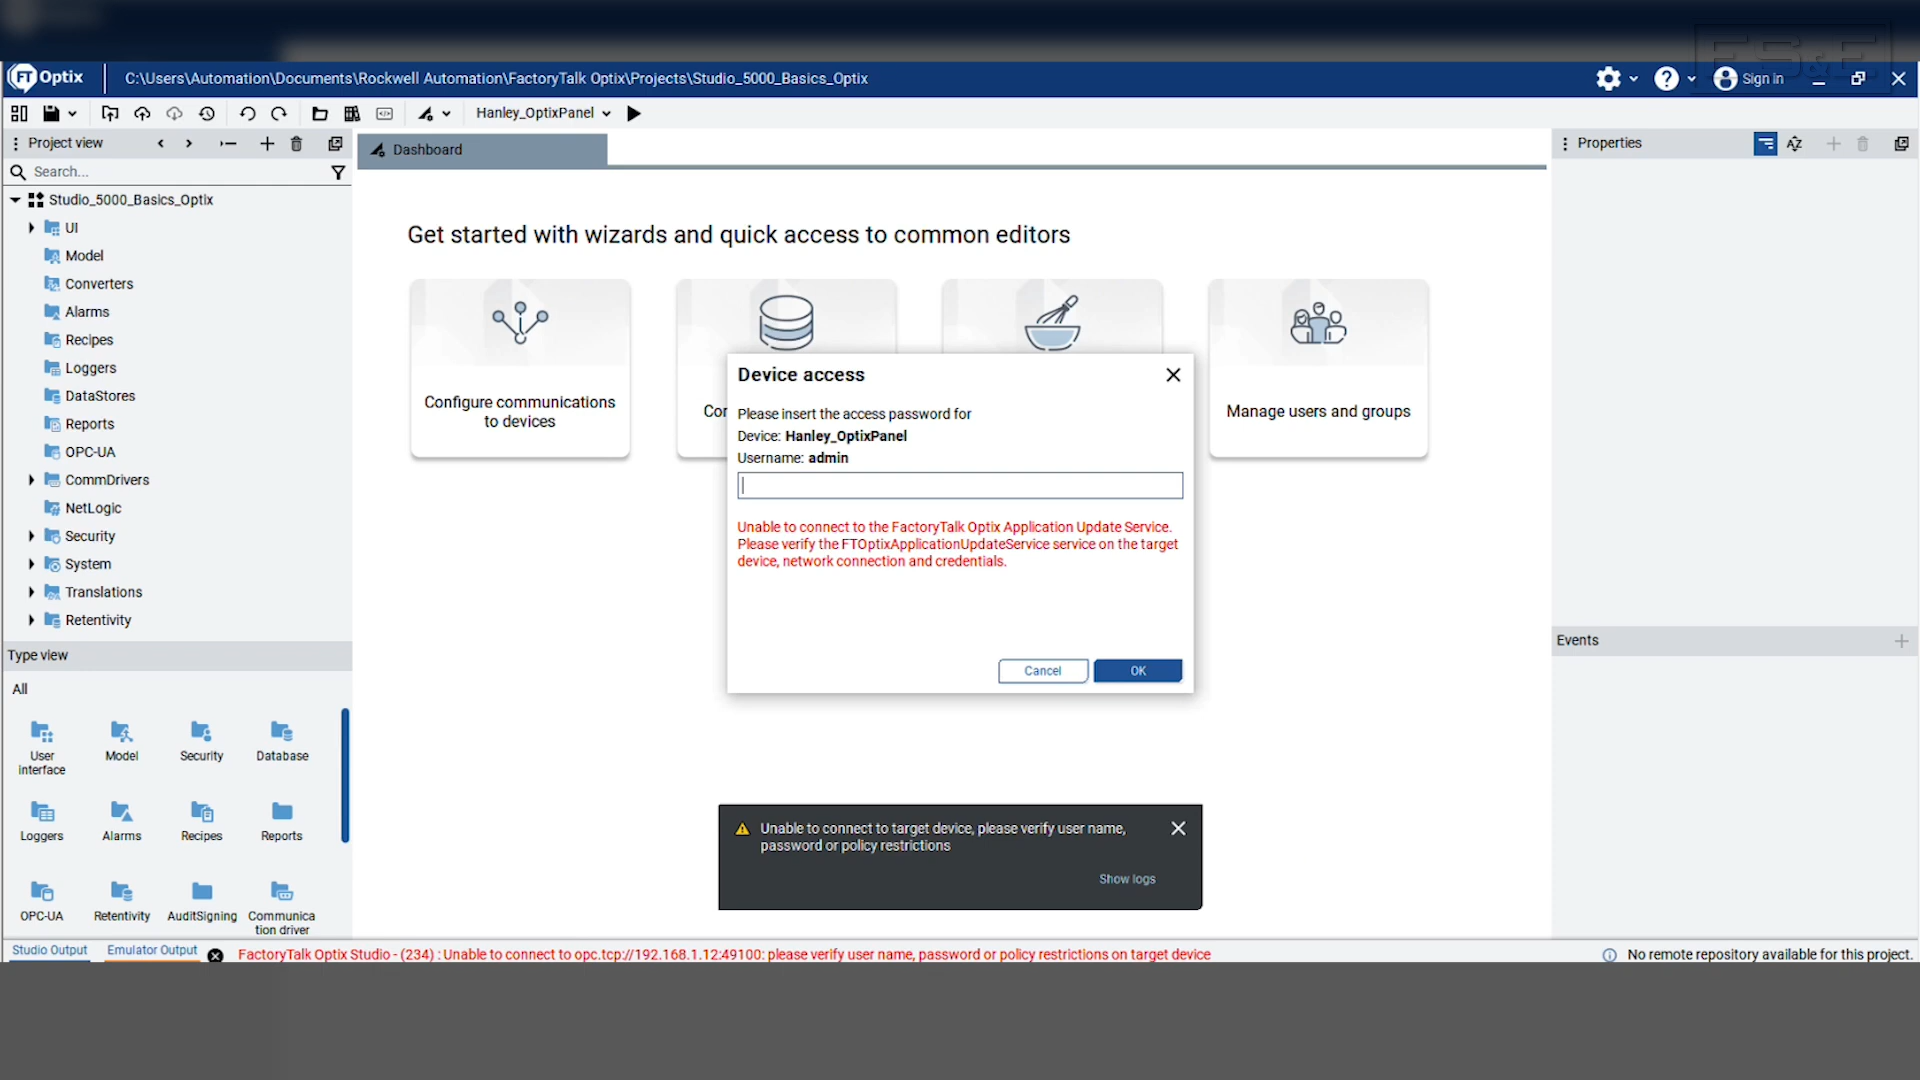 FT Optix
C:\Users\Automation\Documents\Rockwell Automation\FactoryTalk Optix\Projects\Studio_5000_Basics_Optix
Sign in
FS&E
Hanley_OptixPanel
Project view
Dashboard
Properties
Search...
Studio_5000_Basics_Optix
UI
Model
Converters
Alarms
Recipes
Loggers
DataStores
Reports
OPC-UA
CommDrivers
NetLogic
Security
System
Translations
Retentivity
Get started with wizards and quick access to common editors
Configure communications
to devices
Cor
Manage users and groups
Device access
Please insert the access password for
Device: Hanley_OptixPanel
Username: admin
Unable to connect to the FactoryTalk Optix Application Update Service.
Please verify the FTOptixApplicationUpdateService service on the target
device, network connection and credentials.
Cancel
OK
Events
Type view
All
User
interface
Model
Security
Database
Loggers
Alarms
Recipes
Reports
OPC-UA
Retentivity
AuditSigning
Communica
tion driver
Unable to connect to target device, please verify user name,
password or policy restrictions
Show logs
Studio Output
Emulator Output
FactoryTalk Optix Studio - (234) : Unable to connect to opc.tcp://192.168.1.12:49100: please verify user name, password or policy restrictions on target device
No remote repository available for this project.